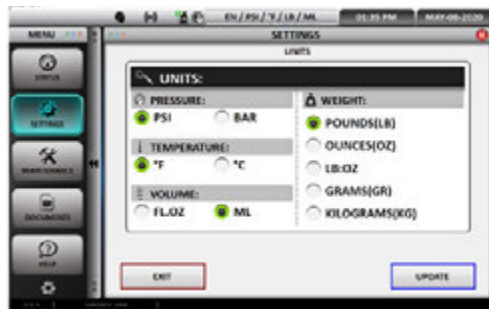 EN / PSI / °F / LB / ML
01:35 PM
MAY-08-2020
MENU
SETTINGS
UNITS
STATUS
SETTINGS
MAINTENANCE
DOCUMENTS
HELP
UNITS:
PRESSURE:
PSI
BAR
TEMPERATURE:
°F
°C
VOLUME:
FL.OZ
ML
WEIGHT:
POUNDS(LB)
OUNCES(OZ)
LB:OZ
GRAMS(GR)
KILOGRAMS(KG)
EXIT
UPDATE